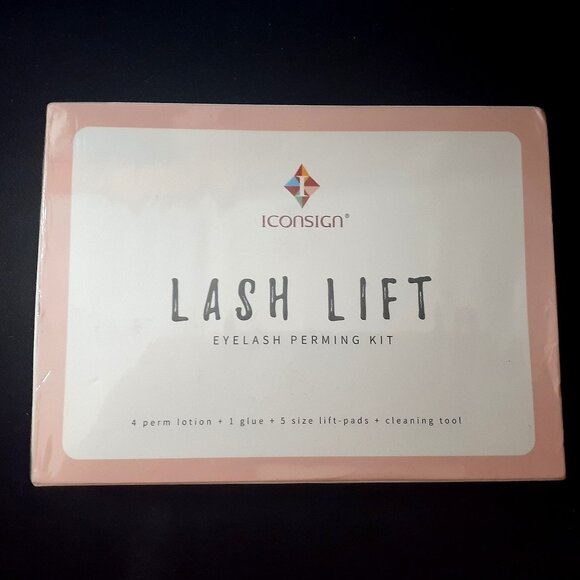 I
ICONSIGN®
LASH LIFT
EYELASH PERMING KIT
4 perm lotion + 1 glue + 5 size lift-pads + cleaning tool